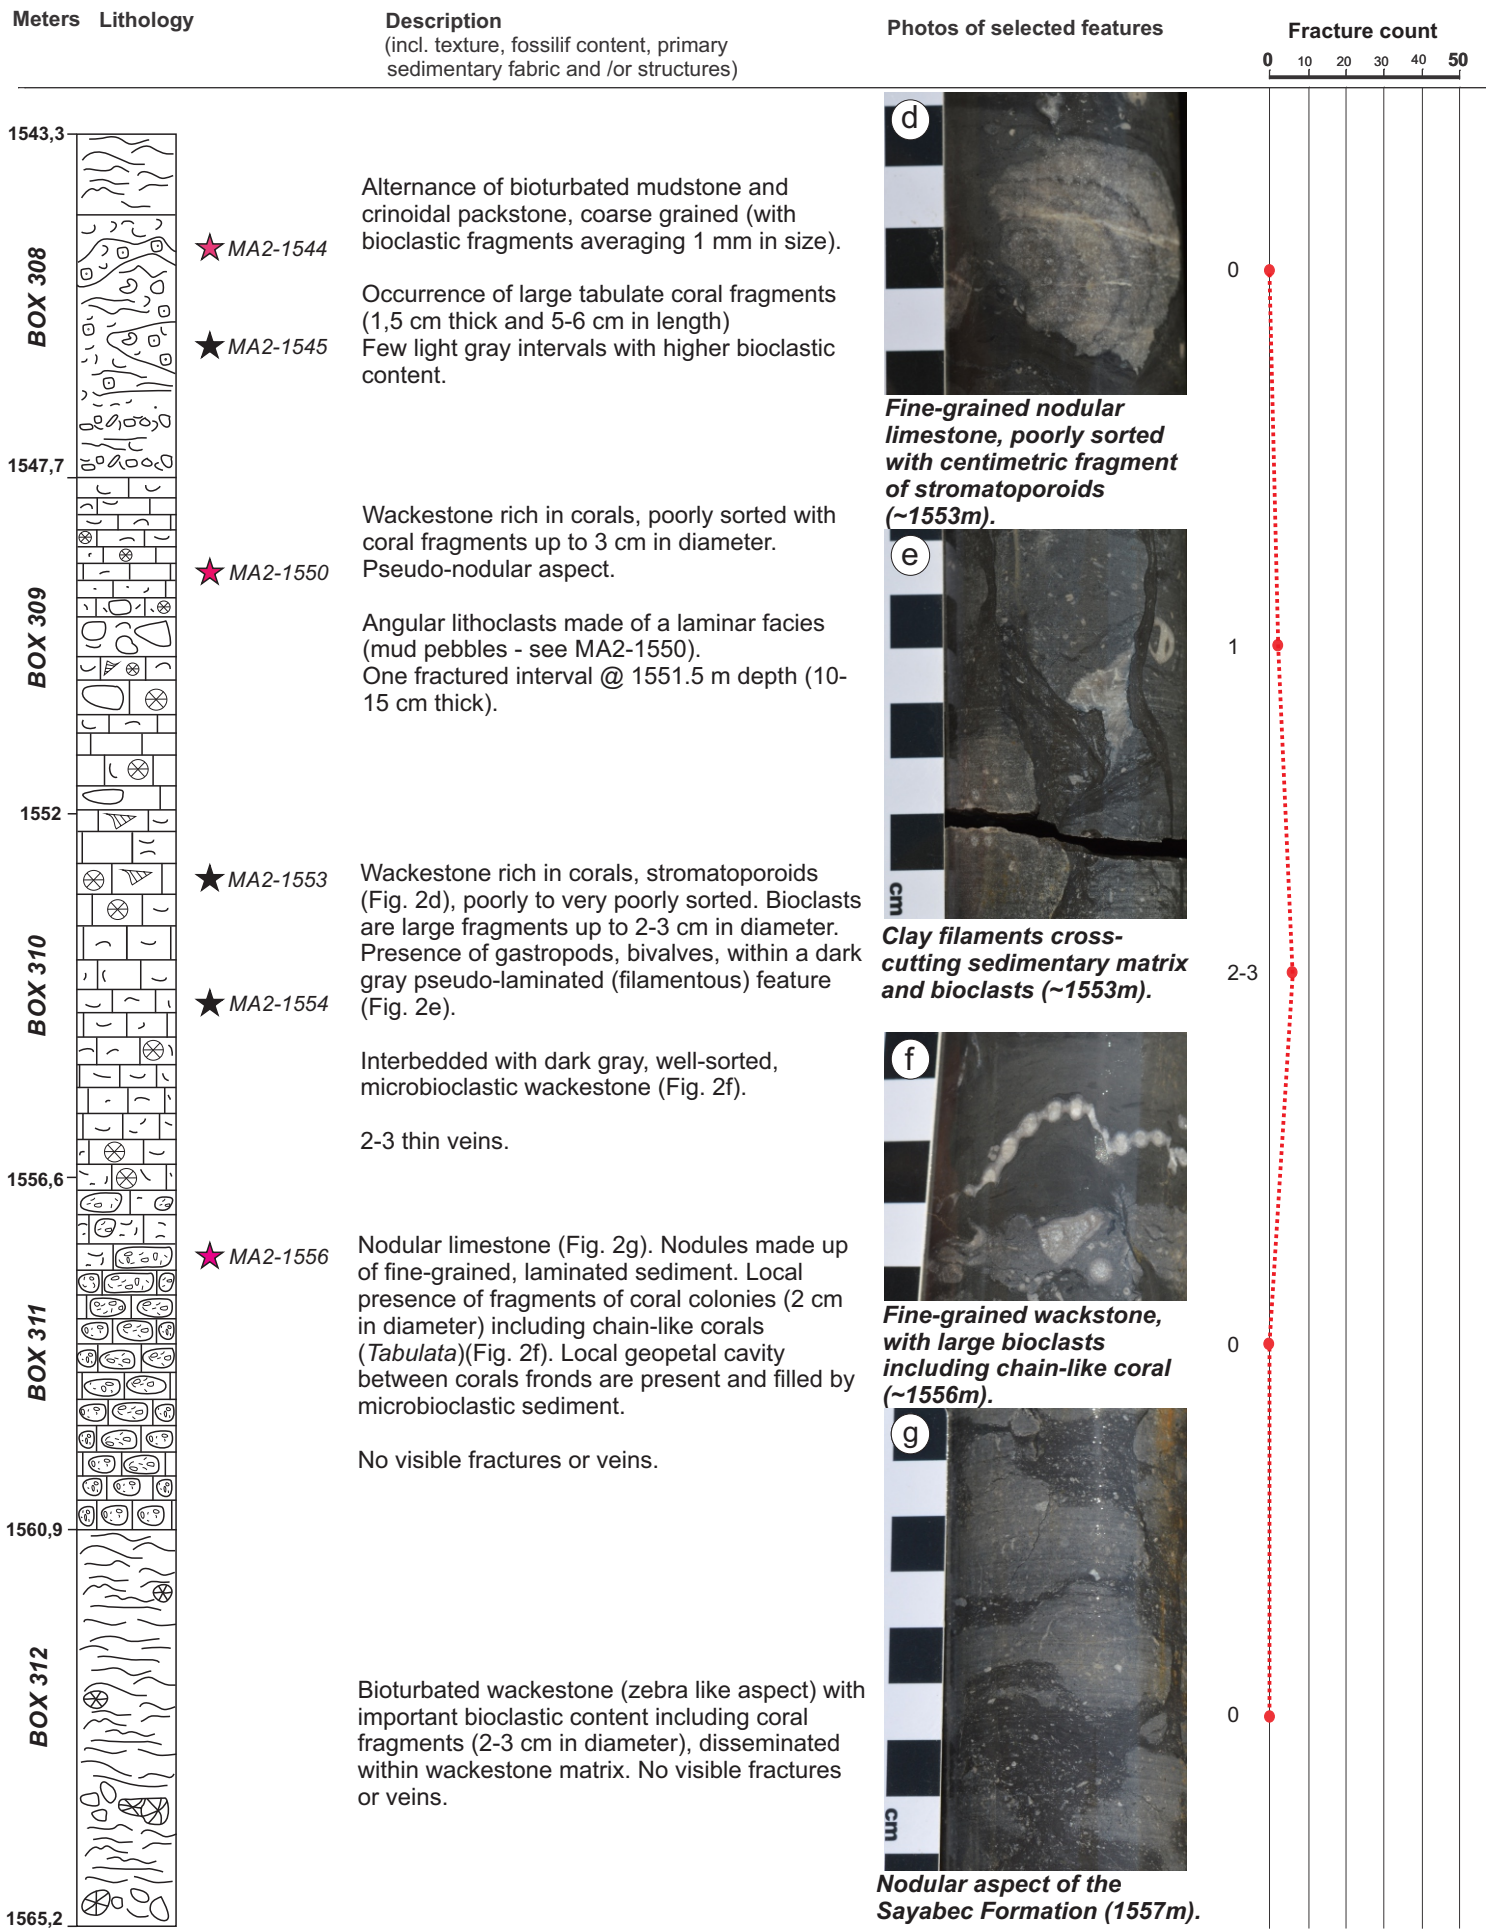 Meters Lithology
Description
(incl. texture, fossilif content, primary
sedimentary fabric and /or structures)
Photos of selected features
Fracture count
0 10 20 30 40 50
1543,3
BOX 308
MA2-1544
MA2-1545
Alternance of bioturbated mudstone and
crinoidal packstone, coarse grained (with
bioclastic fragments averaging 1 mm in size).
Occurrence of large tabulate coral fragments
(1,5 cm thick and 5-6 cm in length)
Few light gray intervals with higher bioclastic
content.
d
Fine-grained nodular
limestone, poorly sorted
with centimetric fragment
of stromatoporoids
(~1553m).
0
1547,7
BOX 309
MA2-1550
Wackestone rich in corals, poorly sorted with
coral fragments up to 3 cm in diameter.
Pseudo-nodular aspect.
Angular lithoclasts made of a laminar facies
(mud pebbles - see MA2-1550).
One fractured interval @ 1551.5 m depth (10-
15 cm thick).
e
cm
Clay filaments cross-
cutting sedimentary matrix
and bioclasts (~1553m).
1
1552
BOX 310
MA2-1553
MA2-1554
Wackestone rich in corals, stromatoporoids
(Fig. 2d), poorly to very poorly sorted. Bioclasts
are large fragments up to 2-3 cm in diameter.
Presence of gastropods, bivalves, within a dark
gray pseudo-laminated (filamentous) feature
(Fig. 2e).
Interbedded with dark gray, well-sorted,
microbioclastic wackestone (Fig. 2f).
2-3 thin veins.
2-3
f
Fine-grained wackstone,
with large bioclasts
including chain-like coral
(~1556m).
1556,6
BOX 311
MA2-1556
Nodular limestone (Fig. 2g). Nodules made up
of fine-grained, laminated sediment. Local
presence of fragments of coral colonies (2 cm
in diameter) including chain-like corals
(Tabulata)(Fig. 2f). Local geopetal cavity
between corals fronds are present and filled by
microbioclastic sediment.
No visible fractures or veins.
0
g
cm
Nodular aspect of the
Sayabec Formation (1557m).
1560,9
BOX 312
Bioturbated wackestone (zebra like aspect) with
important bioclastic content including coral
fragments (2-3 cm in diameter), disseminated
within wackestone matrix. No visible fractures
or veins.
0
1565,2